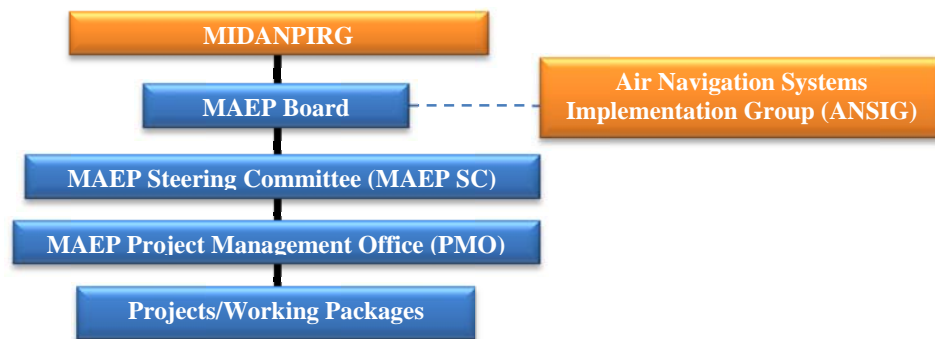 MIDANPIRG
MAEP Board
Air Navigation Systems
Implementation Group (ANSIG)
MAEP Steering Committee (MAEP SC)
MAEP Project Management Office (PMO)
Projects/Working Packages